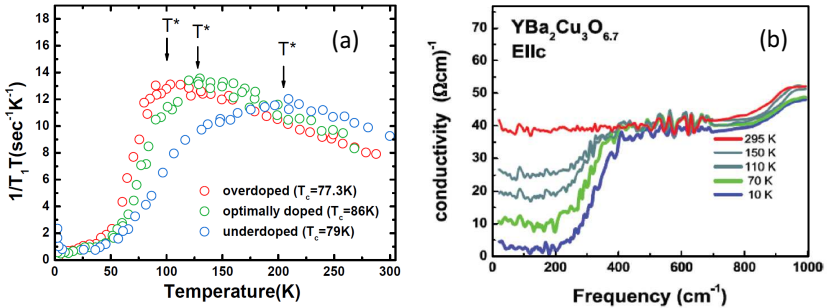 (a)
T*
T*
T*
1/T₁T(sec⁻¹K⁻¹)
18
16
14
12
10
8
6
4
2
0
overdoped (Tc=77.3K)
optimally doped (Tc=86K)
underdoped (Tc=79K)
0 50 100 150 200 250 300
Temperature(K)
YBa₂Cu₃O₆.₇
EIIc
(b)
conductivity (Ωcm)⁻¹
60
50
40
30
20
10
0
295 K
150 K
110 K
70 K
10 K
0 200 400 600 800 1000
Frequency (cm⁻¹)